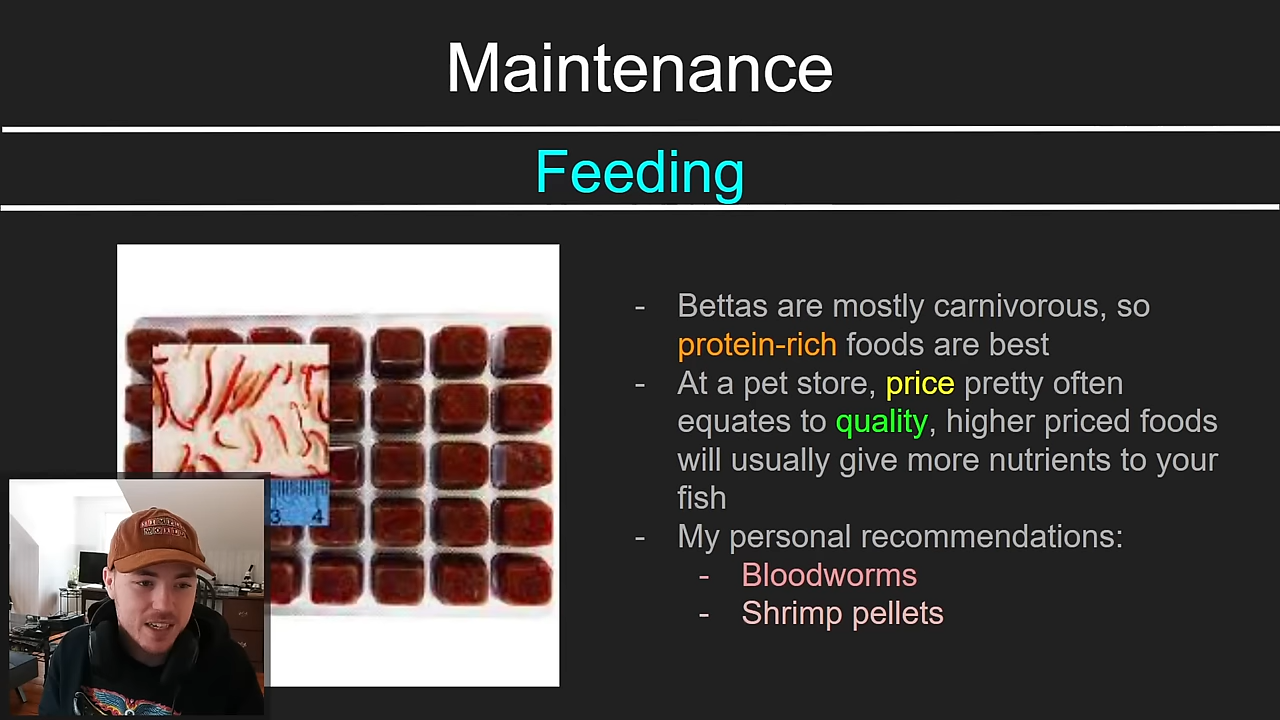 Maintenance
Feeding
- Bettas are mostly carnivorous, so
protein-rich foods are best
- At a pet store, price pretty often
equates to quality, higher priced foods
will usually give more nutrients to your
fish
- My personal recommendations:
- Bloodworms
- Shrimp pellets
3 4